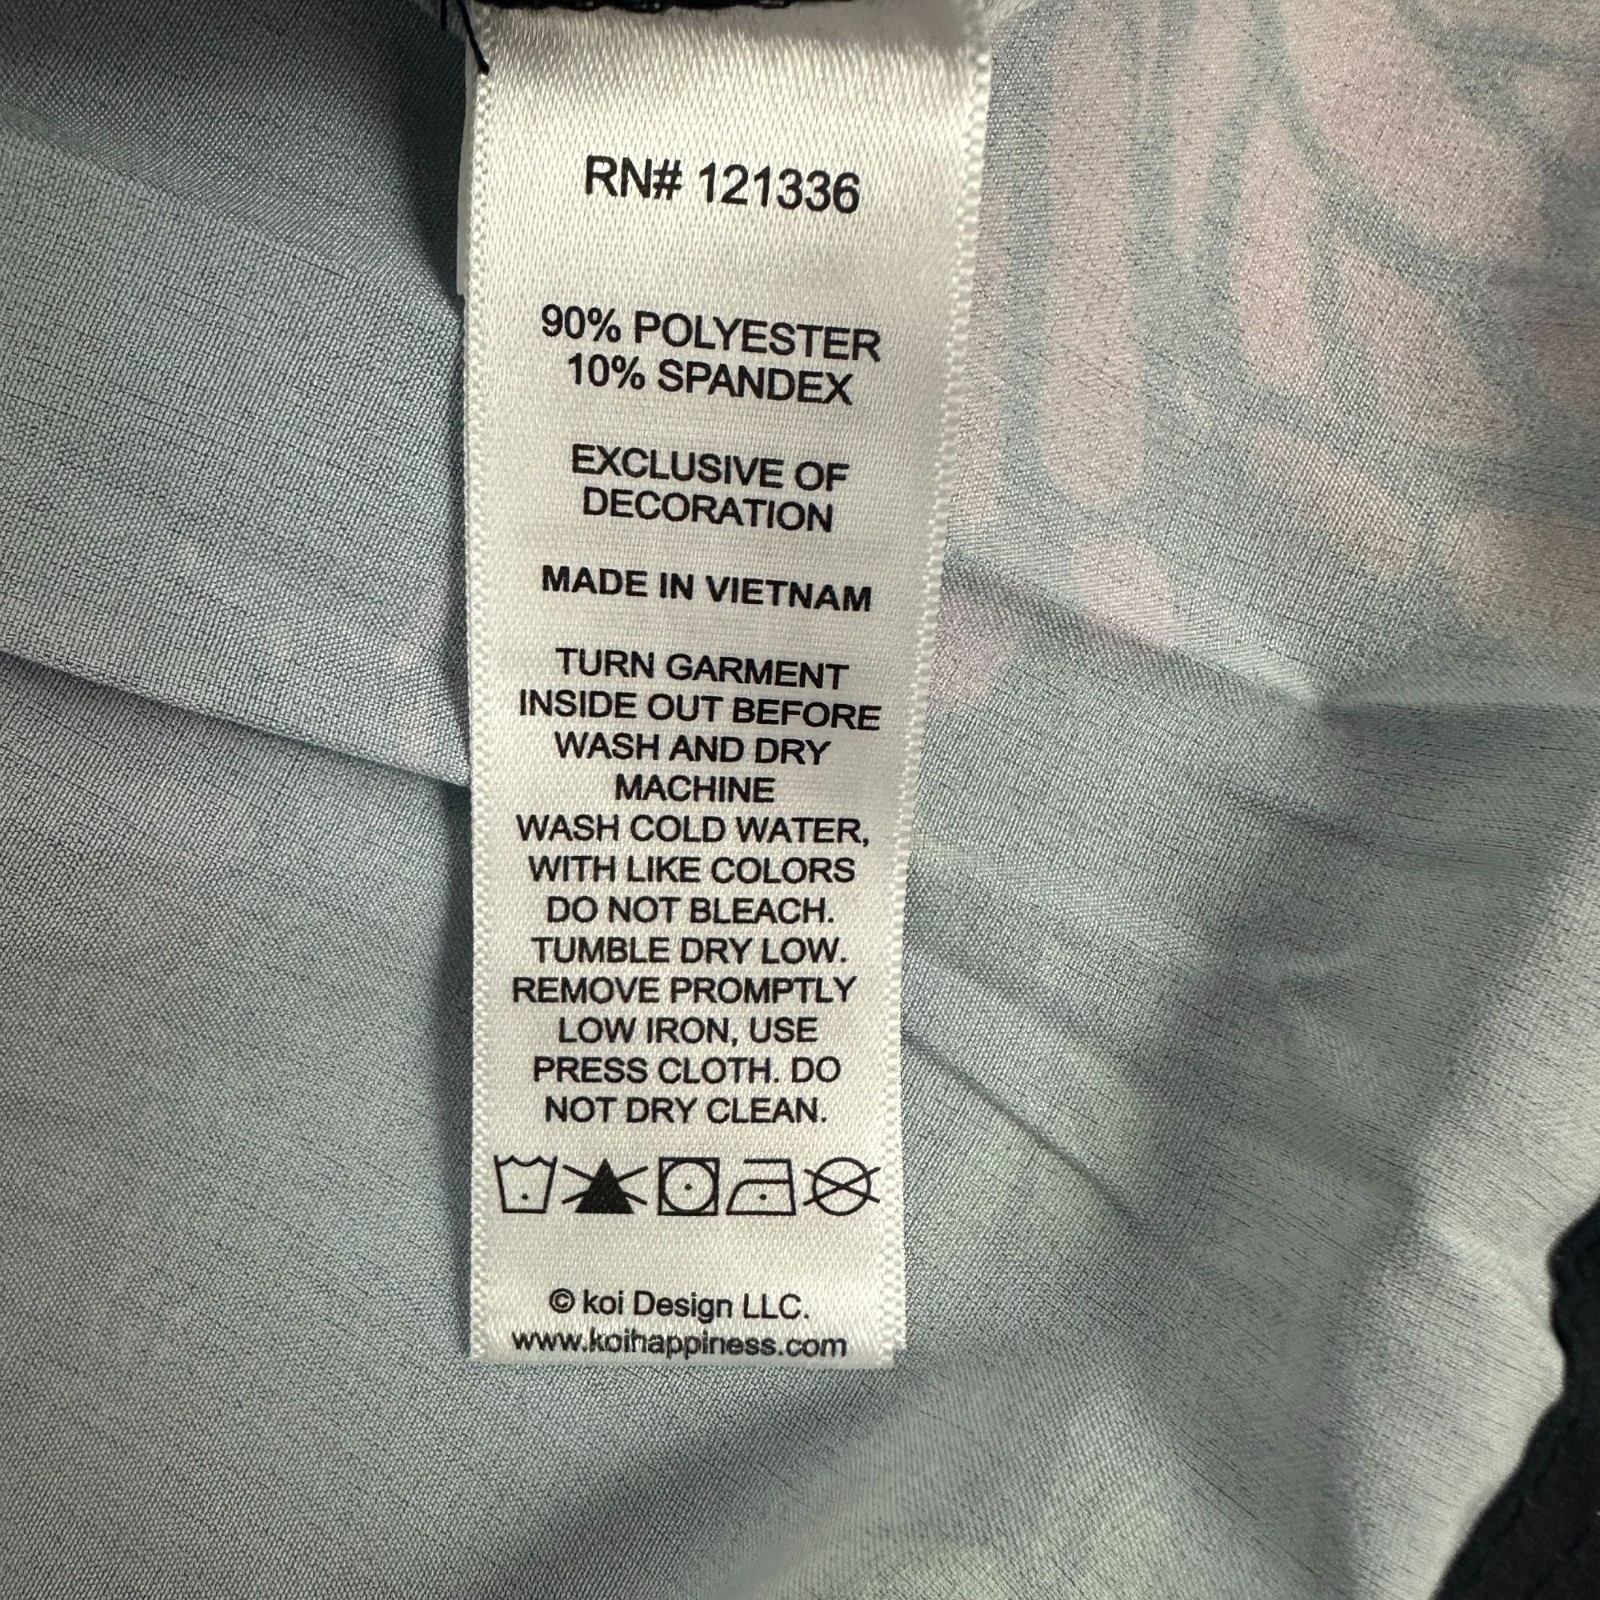 RN# 121336
90% POLYESTER
10% SPANDEX
EXCLUSIVE OF
DECORATION
MADE IN VIETNAM
TURN GARMENT
INSIDE OUT BEFORE
WASH AND DRY
MACHINE
WASH COLD WATER,
WITH LIKE COLORS
DO NOT BLEACH.
TUMBLE DRY LOW.
REMOVE PROMPTLY
LOW IRON, USE
PRESS CLOTH. DO
NOT DRY CLEAN.
© koi Design LLC.
www.koihappiness.com